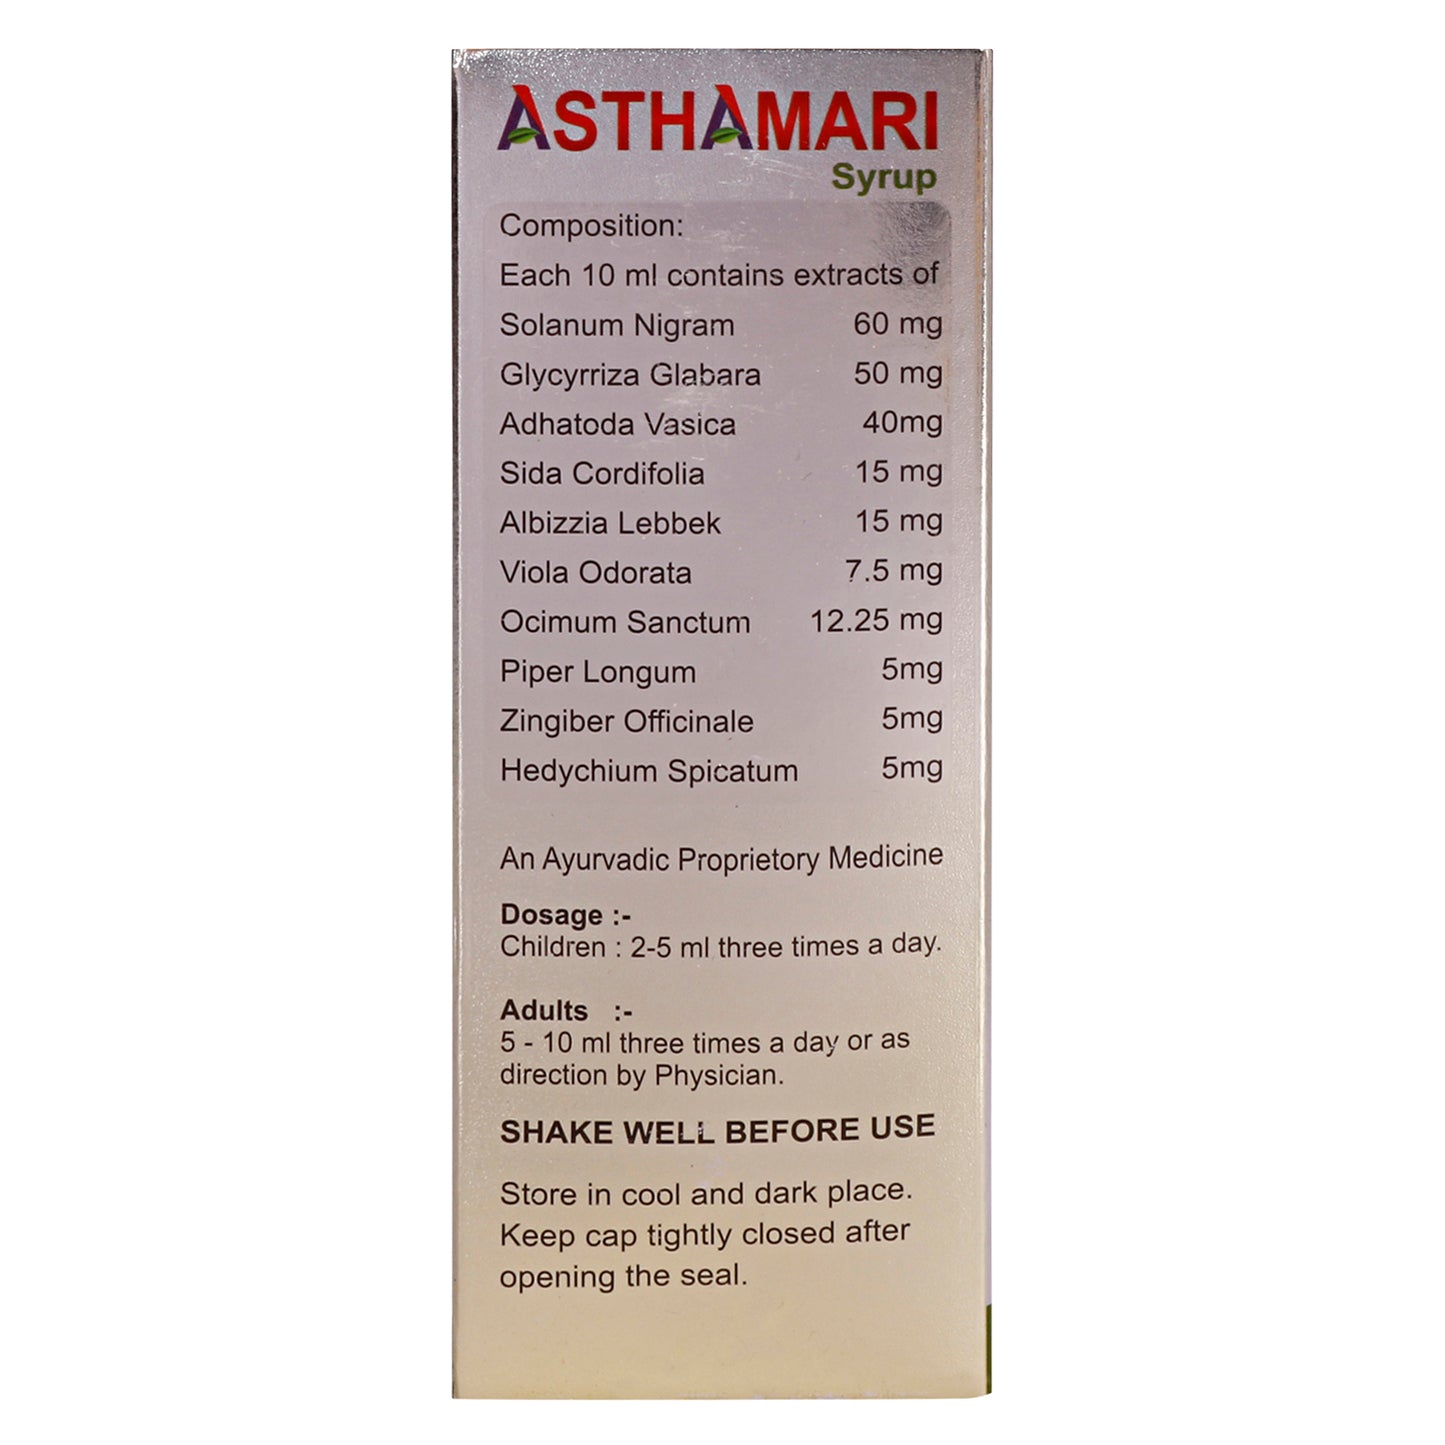 ASTHAMARI
Syrup
Composition:
Each 10 ml contains extracts of
Solanum Nigram 60 mg
Glycyrriza Glabara 50 mg
Adhatoda Vasica 40mg
Sida Cordifolia 15 mg
Albizzia Lebbek 15 mg
Viola Odorata 7.5 mg
Ocimum Sanctum 12.25 mg
Piper Longum 5mg
Zingiber Officinale 5mg
Hedychium Spicatum 5mg
An Ayurvadic Proprietory Medicine
Dosage :-
Children : 2-5 ml three times a day.
Adults :-
5 - 10 ml three times a day or as
direction by Physician.
SHAKE WELL BEFORE USE
Store in cool and dark place.
Keep cap tightly closed after
opening the seal.